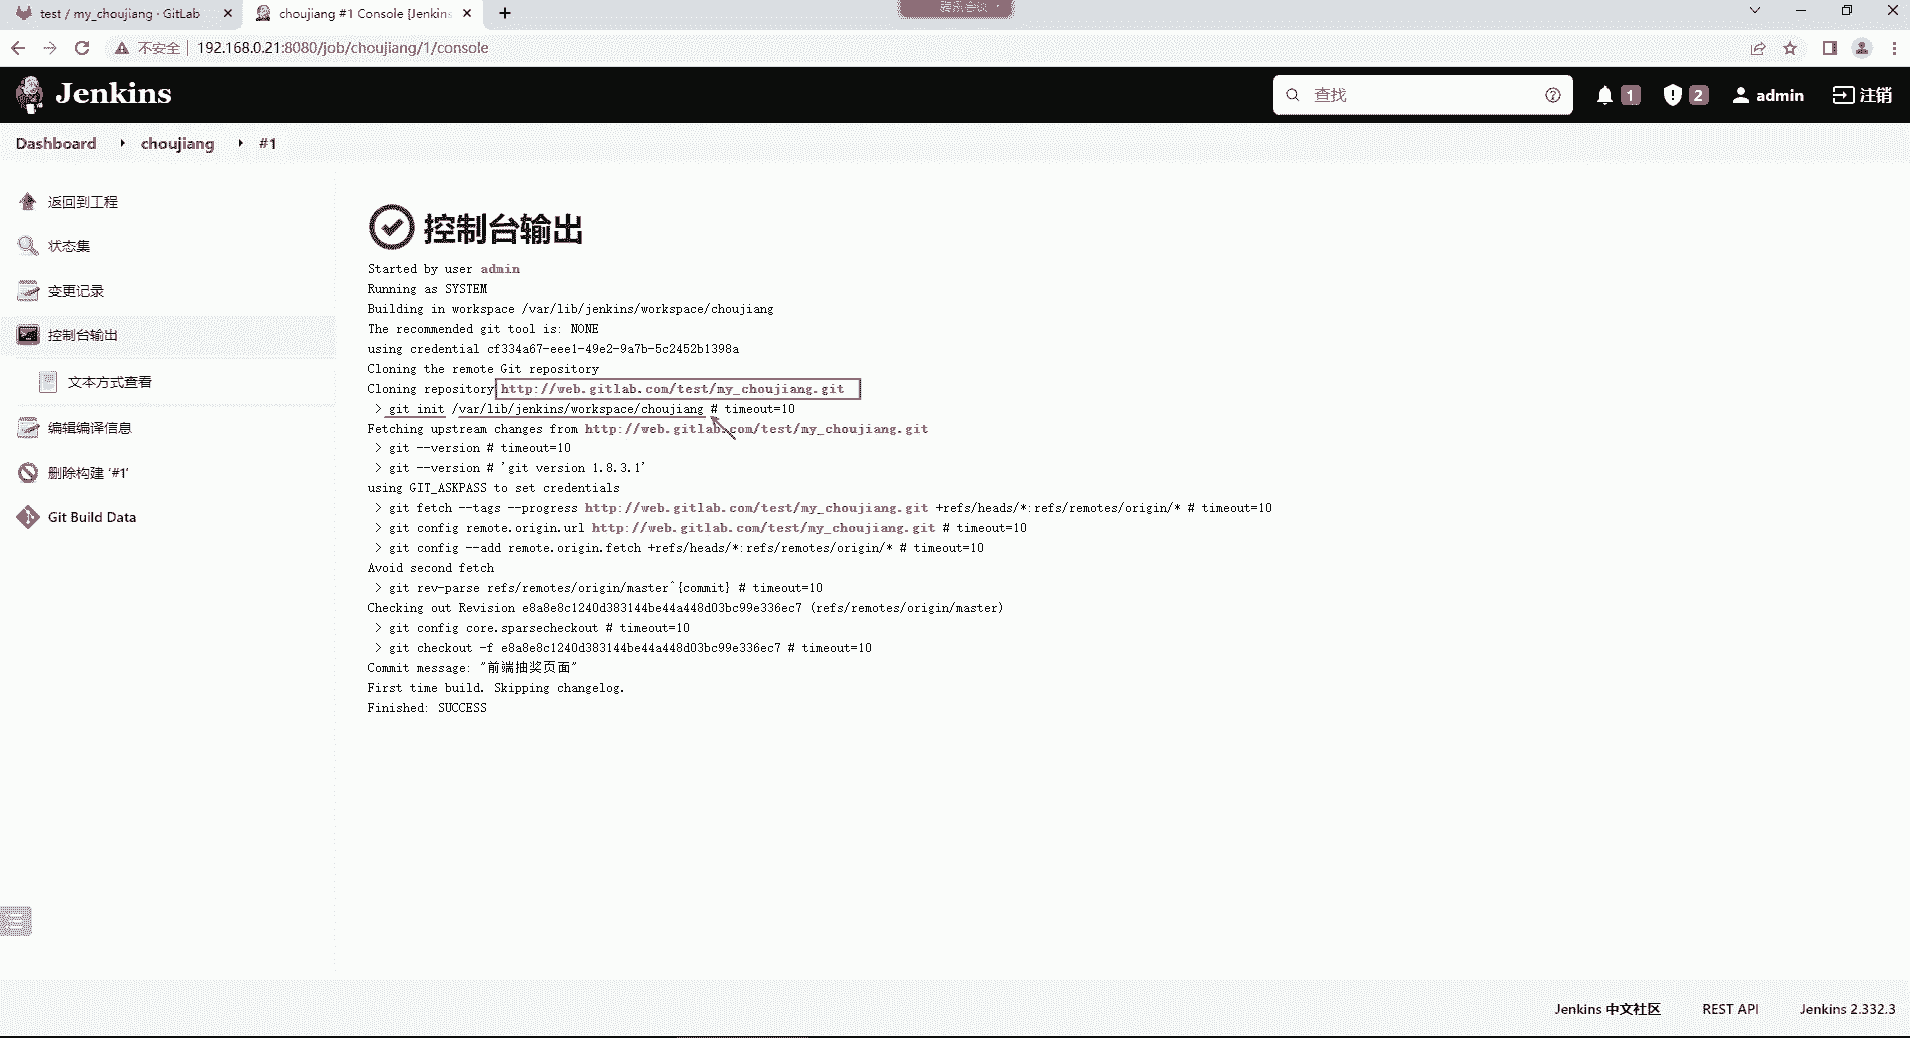 test / my_choujiang · GitLab
choujiang #1 Console [Jenkins
腾讯会议
不安全 192.168.0.21:8080/job/choujiang/1/console
Jenkins
查找
1
2
admin
注销
Dashboard
choujiang
#1
返回到工程
状态集
变更记录
控制台输出
文本方式查看
编辑编译信息
删除构建 ‘#1’
Git Build Data
控制台输出
Started by user admin
Running as SYSTEM
Building in workspace /var/lib/jenkins/workspace/choujiang
The recommended git tool is: NONE
using credential cf334a67-eee1-49e2-9a7b-5c2452b1398a
Cloning the remote Git repository
Cloning repository http://web.gitlab.com/test/my_choujiang.git
> git init /var/lib/jenkins/workspace/choujiang # timeout=10
Fetching upstream changes from http://web.gitlab.com/test/my_choujiang.git
> git --version # timeout=10
> git --version # 'git version 1.8.3.1'
using GIT_ASKPASS to set credentials
> git fetch --tags --progress http://web.gitlab.com/test/my_choujiang.git +refs/heads/*:refs/remotes/origin/* # timeout=10
> git config remote.origin.url http://web.gitlab.com/test/my_choujiang.git # timeout=10
> git config --add remote.origin.fetch +refs/heads/*:refs/remotes/origin/* # timeout=10
Avoid second fetch
> git rev-parse refs/remotes/origin/master^{commit} # timeout=10
Checking out Revision e8a8e8c1240d383144be44a448d03bc99e336ec7 (refs/remotes/origin/master)
> git config core.sparsecheckout # timeout=10
> git checkout -f e8a8e8c1240d383144be44a448d03bc99e336ec7 # timeout=10
Commit message: "前端抽奖页面"
First time build. Skipping changelog.
Finished: SUCCESS
Jenkins 中文社区
REST API
Jenkins 2.332.3